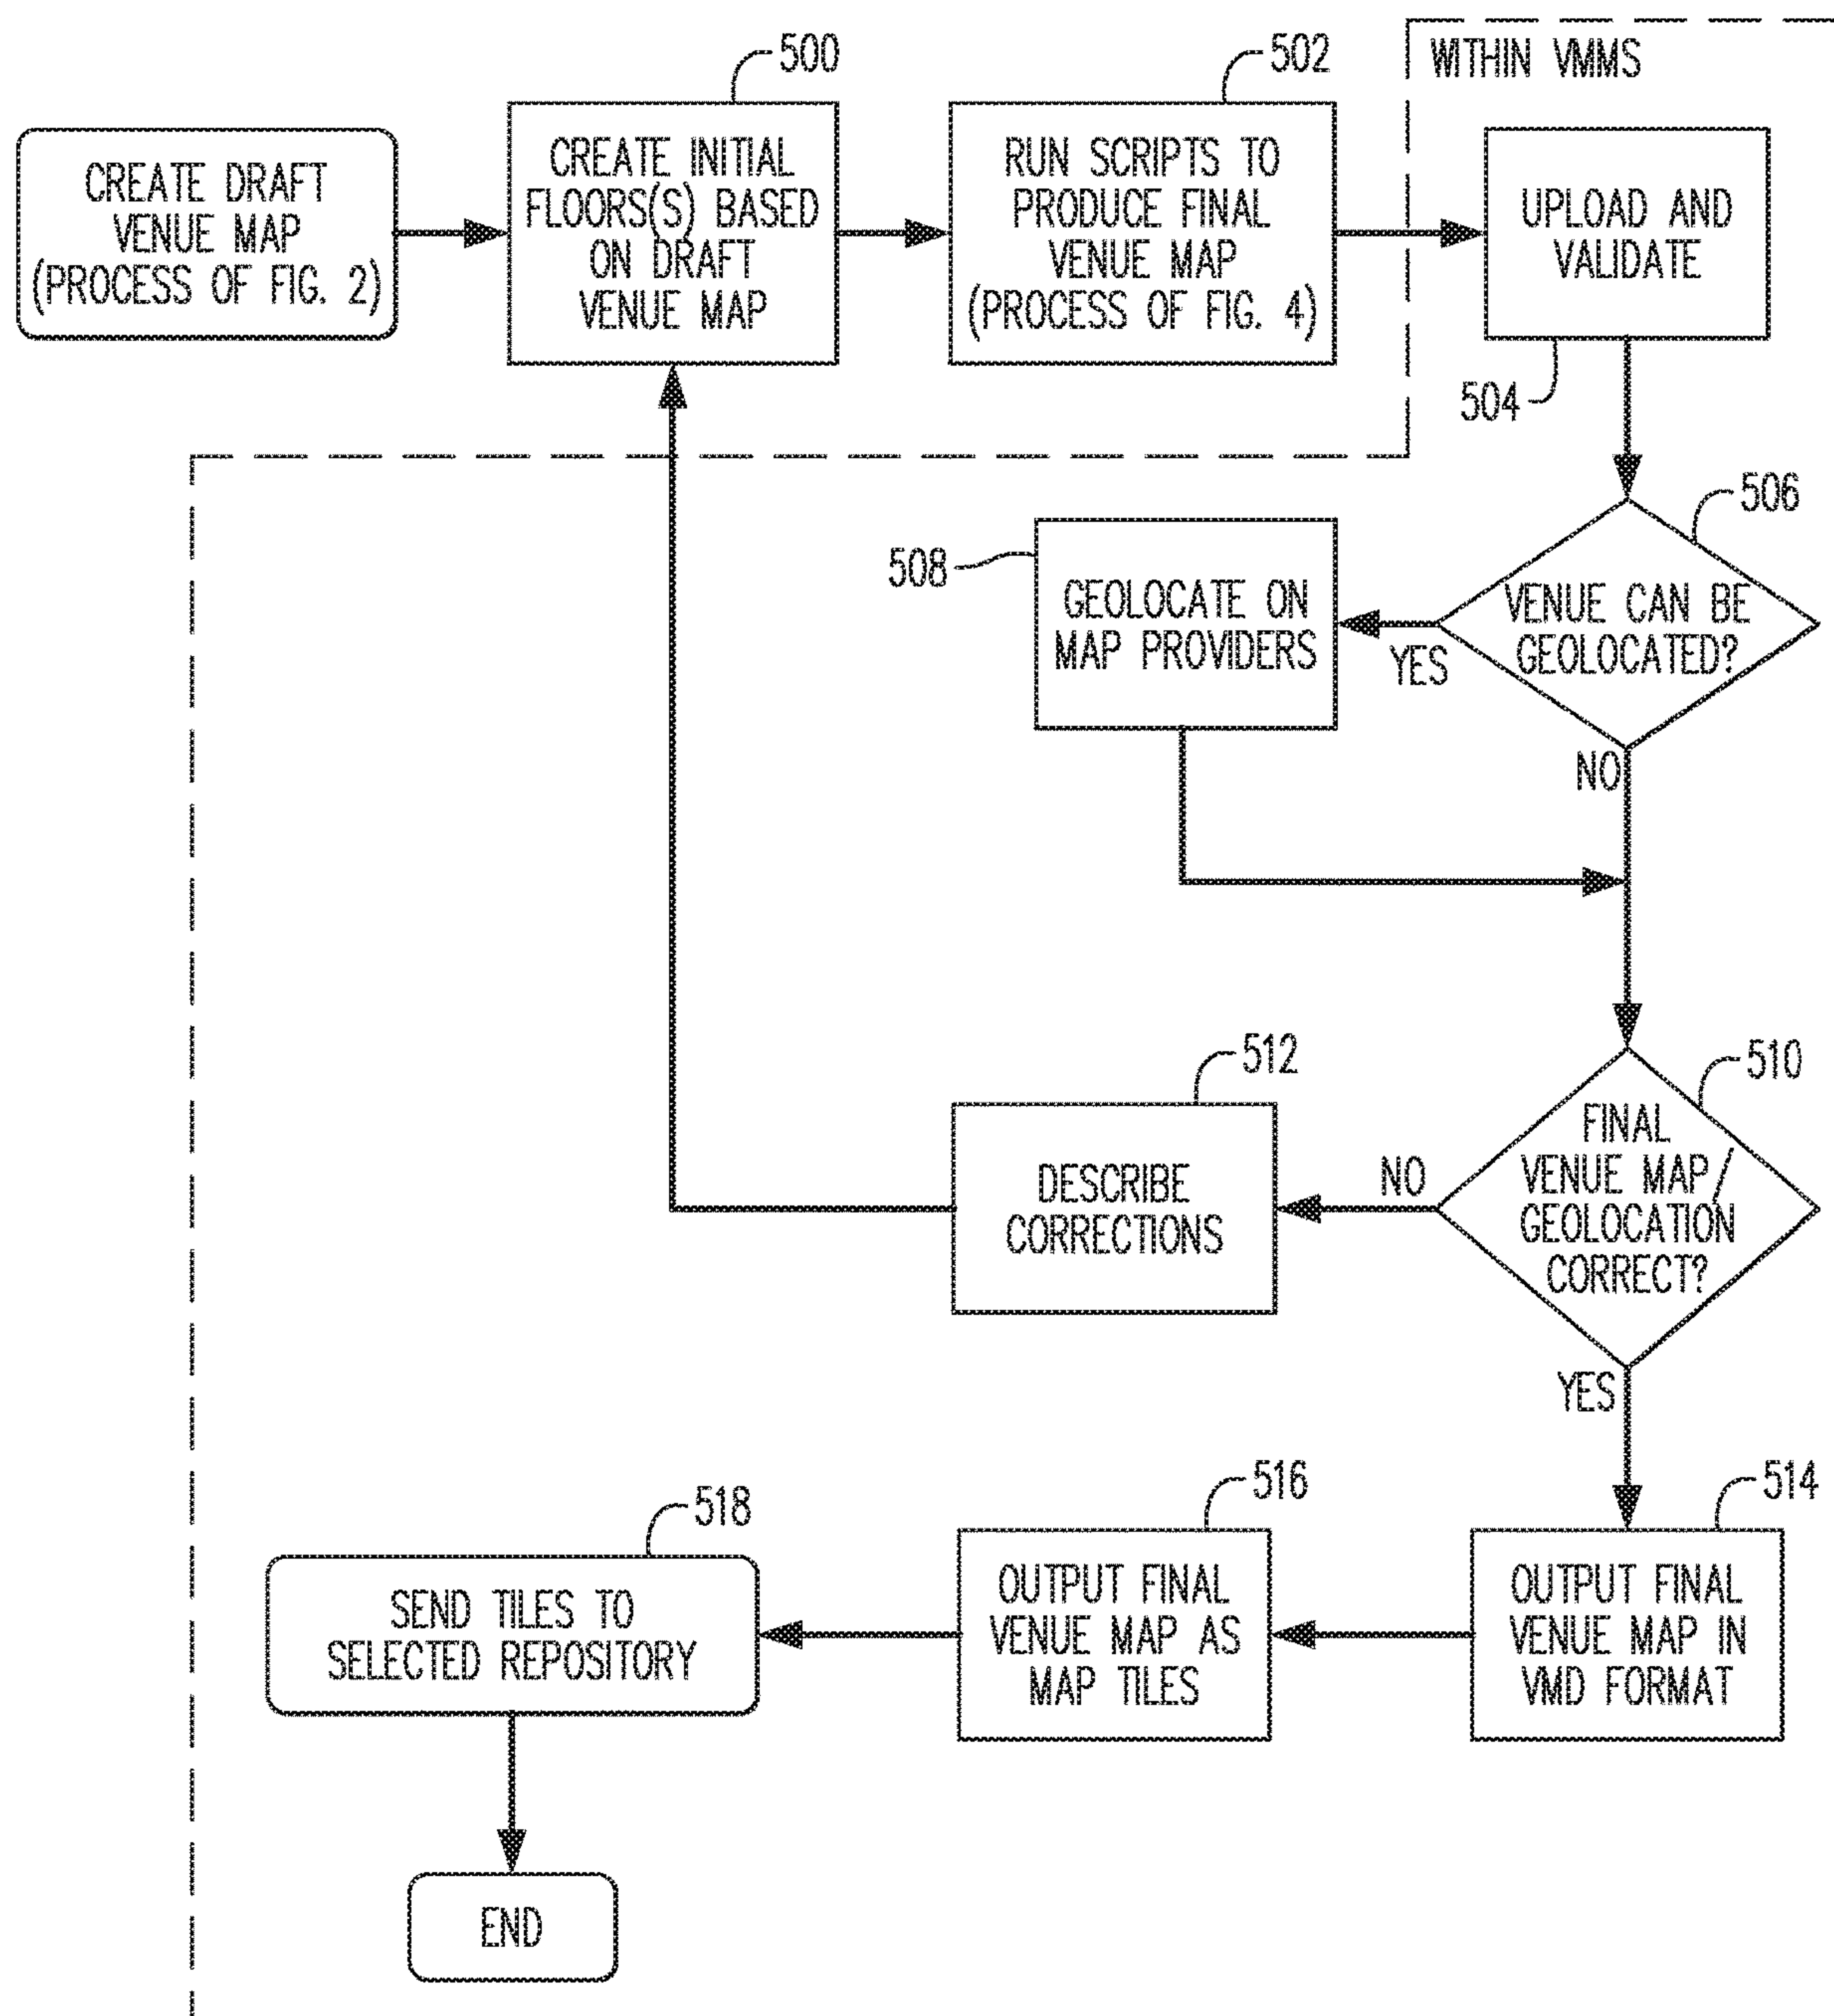 WITHIN VMMS
CREATE DRAFT
VENUE MAP
(PROCESS OF FIG. 2)
500
CREATE INITIAL
FLOORS(S) BASED
ON DRAFT
VENUE MAP
502
RUN SCRIPTS TO
PRODUCE FINAL
VENUE MAP
(PROCESS OF FIG. 4)
UPLOAD AND
VALIDATE
504
506
VENUE CAN BE
GEOLOCATED?
YES
NO
508
GEOLOCATE ON
MAP PROVIDERS
510
FINAL
VENUE MAP/
GEOLOCATION
CORRECT?
NO
YES
512
DESCRIBE
CORRECTIONS
514
OUTPUT FINAL
VENUE MAP IN
VMD FORMAT
516
OUTPUT FINAL
VENUE MAP AS
MAP TILES
518
SEND TILES TO
SELECTED REPOSITORY
END